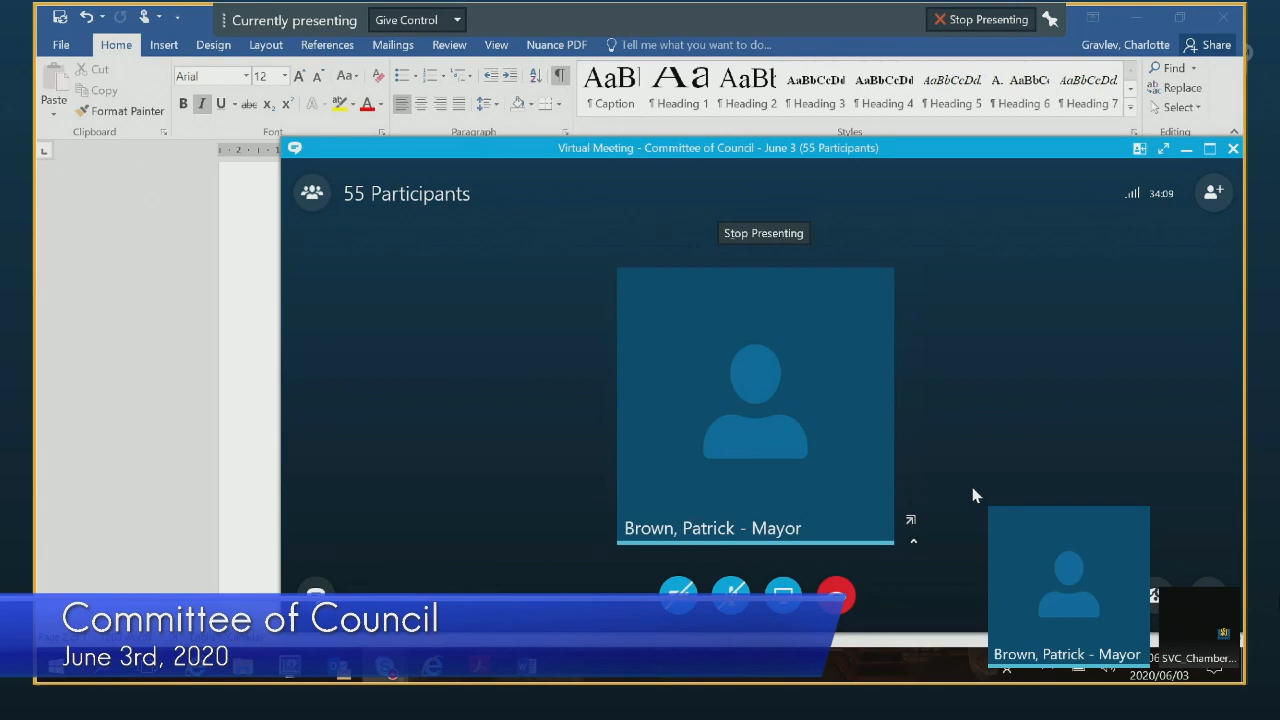 Currently presenting
Give Control
Stop Presenting
File
Home
Insert
Design
Layout
References
Mailings
Review
View
Nuance PDF
Tell me what you want to do...
Gravlev, Charlotte
Share
Paste
Cut
Copy
Format Painter
Clipboard
Arial
12
Aa
B I U abc X₂ X²
Font
Paragraph
AaBl
AaBbCcDd
AaBbCcDd
AaBbCcDd
AaBbCcDd
¶ Caption
¶ Heading 1
¶ Heading 2
¶ Heading 3
¶ Heading 4
¶ Heading 5
¶ Heading 6
¶ Heading 7
Styles
Find
Replace
Select
Editing
Virtual Meeting - Committee of Council - June 3 (55 Participants)
55 Participants
34:09
Stop Presenting
Brown, Patrick - Mayor
Committee of Council
June 3rd, 2020
Brown, Patrick - Mayor
SVC_Chamber...
2020/06/03